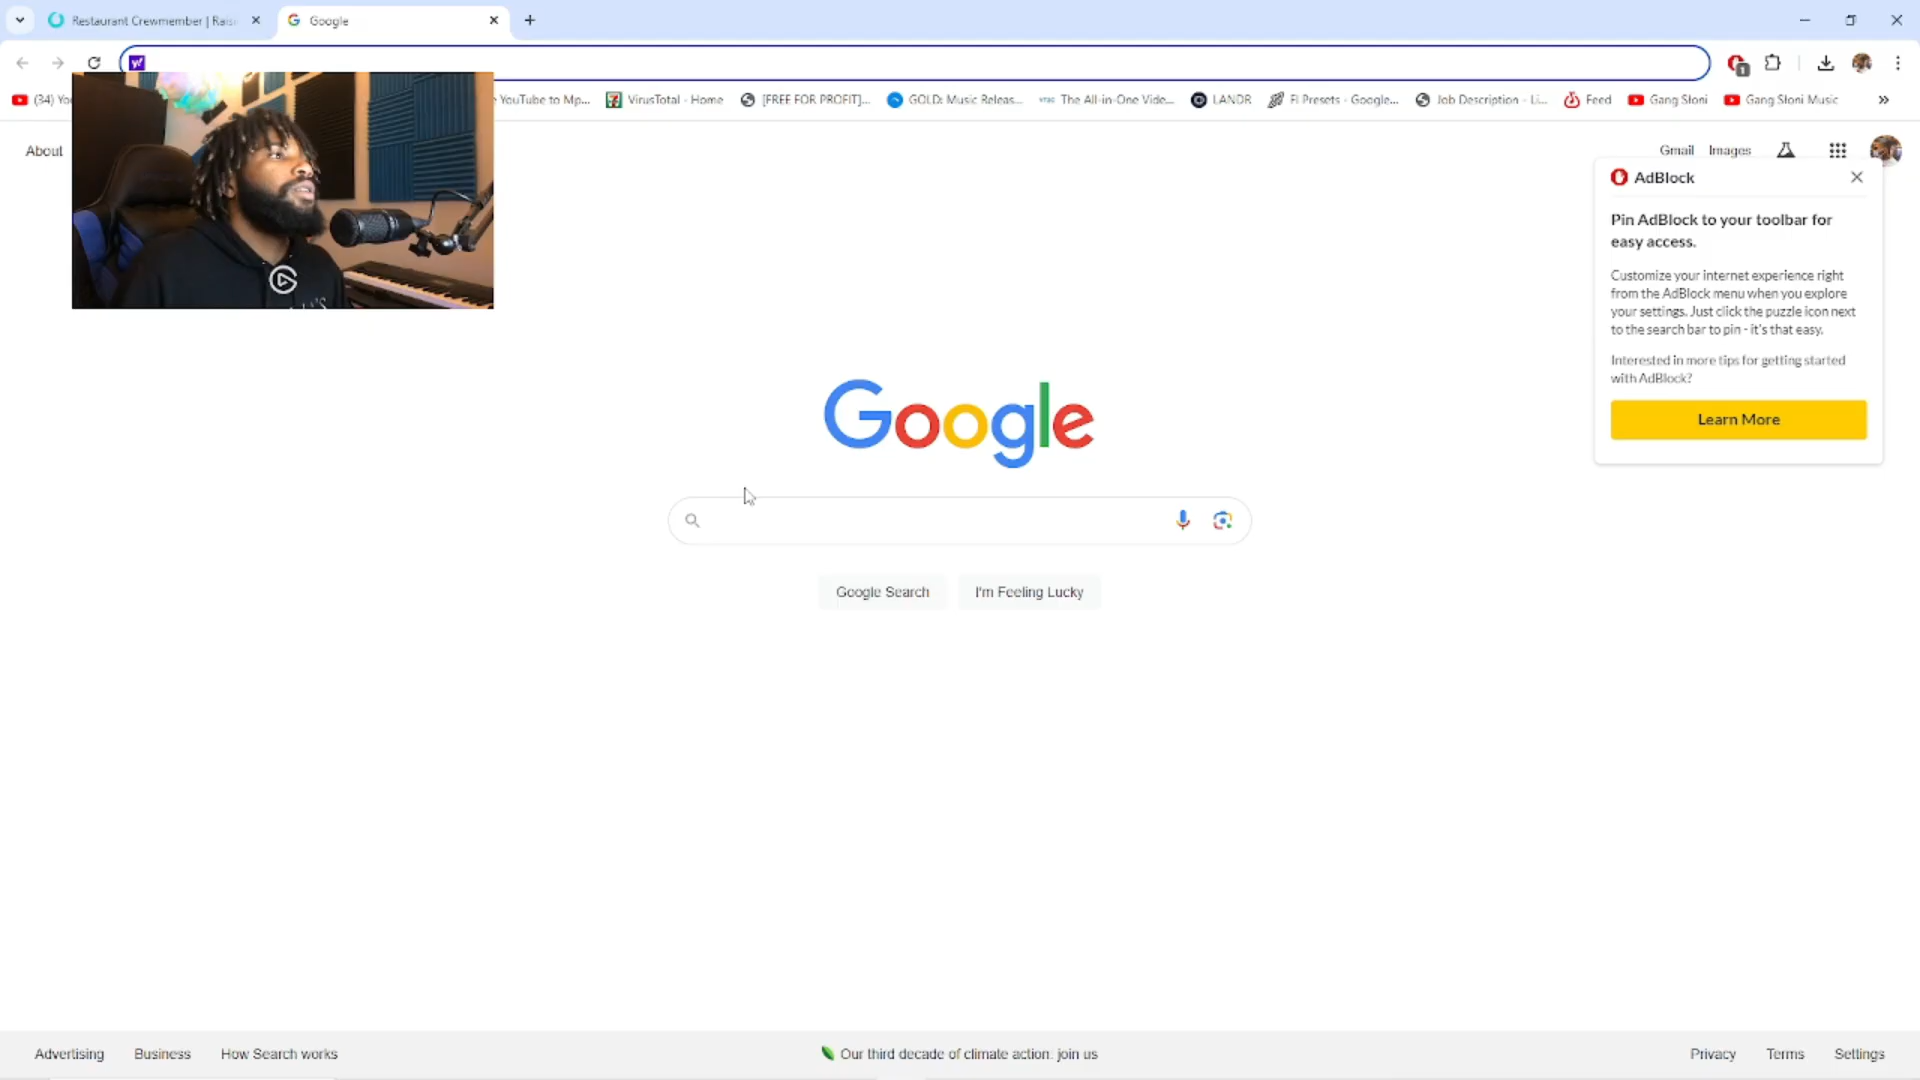 Restaurant Crewmember | Rais
Google
(34) Yo
YouTube to Mp...
VirusTotal - Home
[FREE FOR PROFIT]...
GOLD: Music Releas...
The All-in-One Vide...
LANDR
FI Presets - Google...
Job Description - Li...
Feed
Gang Sloni
Gang Sloni Music
About
Gmail
Images
AdBlock
Pin AdBlock to your toolbar for
easy access.
Customize your internet experience right
from the AdBlock menu when you explore
your settings. Just click the puzzle icon next
to the search bar to pin - it's that easy.
Interested in more tips for getting started
with AdBlock?
Learn More
Google
Google Search
I'm Feeling Lucky
Advertising
Business
How Search works
Our third decade of climate action: join us
Privacy
Terms
Settings